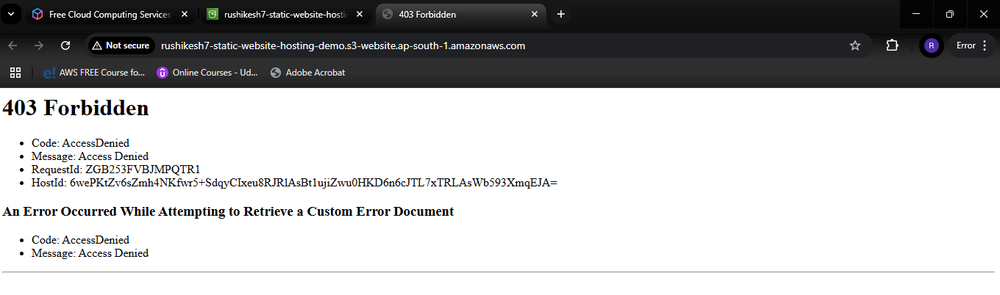 Free Cloud Computing Services
rushikesh7-static-website-hosti
403 Forbidden
Not secure
rushikesh7-static-website-hosting-demo.s3-website.ap-south-1.amazonaws.com
R
Error
e! AWS FREE Course fo...
Online Courses - Ud...
Adobe Acrobat
403 Forbidden
• Code: AccessDenied
• Message: Access Denied
• RequestId: ZGB253FVBJMPQTR1
• HostId: 6wePKtZv6sZmh4NKfwr5+SdqyCIxeu8RJRlAsBt1ujiZwu0HKD6n6cJTL7xTRLAsWb593XmqEJA=
An Error Occurred While Attempting to Retrieve a Custom Error Document
• Code: AccessDenied
• Message: Access Denied